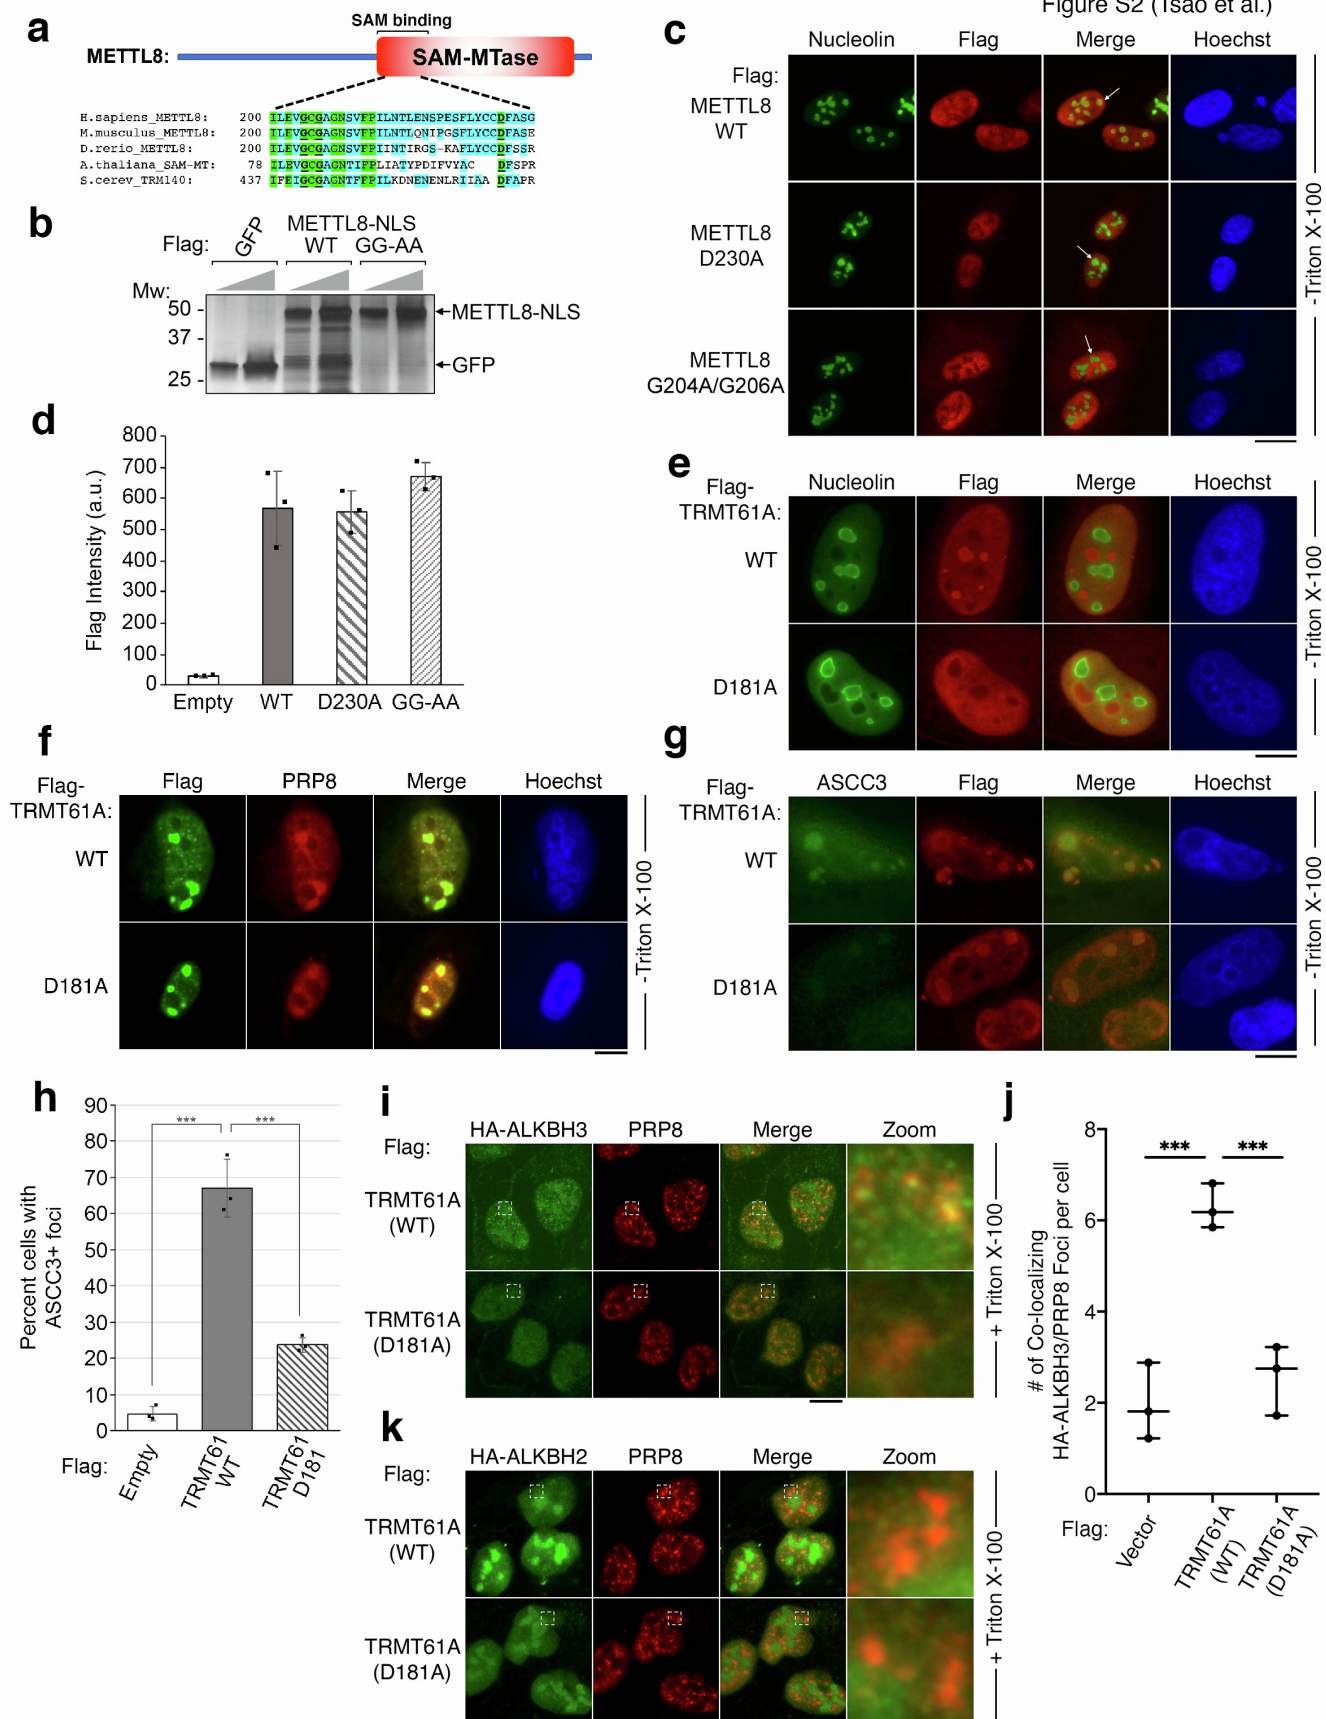 Figure S2 (Tsao et al.)
a
SAM binding
METTL8:
SAM-MTase
H.sapiens_METTL8: 200 ILEVGCGAGNSVFPILNTLENSPESFLYCCDFASG
M.musculus_METTL8: 200 ILEVGCGAGNSVFPILNTLQNIPGSFLYCCDFASE
D.rerio_METTL8: 200 ILEVGCGAGNSVFPIINTIRGS-KAFLYCCDFSSR
A.thaliana_SAM-MT: 78 ILEVGCGAGNTIFPLIATYPDIFVYAC DFSPR
S.cerev_TRM140: 437 IFEIGCGAGNTFFPILKDNENENLRIIAA DFAPR
b
Flag:
GFP
METTL8-NLS
WT GG-AA
Mw:
50
37
25
METTL8-NLS
GFP
c
Nucleolin Flag Merge Hoechst
Flag:
METTL8
WT
METTL8
D230A
METTL8
G204A/G206A
-Triton X-100
d
Flag Intensity (a.u.)
800
700
600
500
400
300
200
100
0
Empty WT D230A GG-AA
e
Flag-
TRMT61A:
Nucleolin Flag Merge Hoechst
WT
D181A
-Triton X-100
f
Flag-
TRMT61A:
Flag PRP8 Merge Hoechst
WT
D181A
-Triton X-100
g
Flag-
TRMT61A:
ASCC3 Flag Merge Hoechst
WT
D181A
-Triton X-100
h
Percent cells with
ASCC3+ foci
90
80
70
60
50
40
30
20
10
0
*** ***
Flag:
Empty
TRMT61
WT
TRMT61
D181
i
HA-ALKBH3 PRP8 Merge Zoom
Flag:
TRMT61A
(WT)
TRMT61A
(D181A)
+ Triton X-100
j
# of Co-localizing
HA-ALKBH3/PRP8 Foci per cell
8
6
4
2
0
*** ***
Flag:
Vector
TRMT61A
(WT)
TRMT61A
(D181A)
k
HA-ALKBH2 PRP8 Merge Zoom
Flag:
TRMT61A
(WT)
TRMT61A
(D181A)
+ Triton X-100